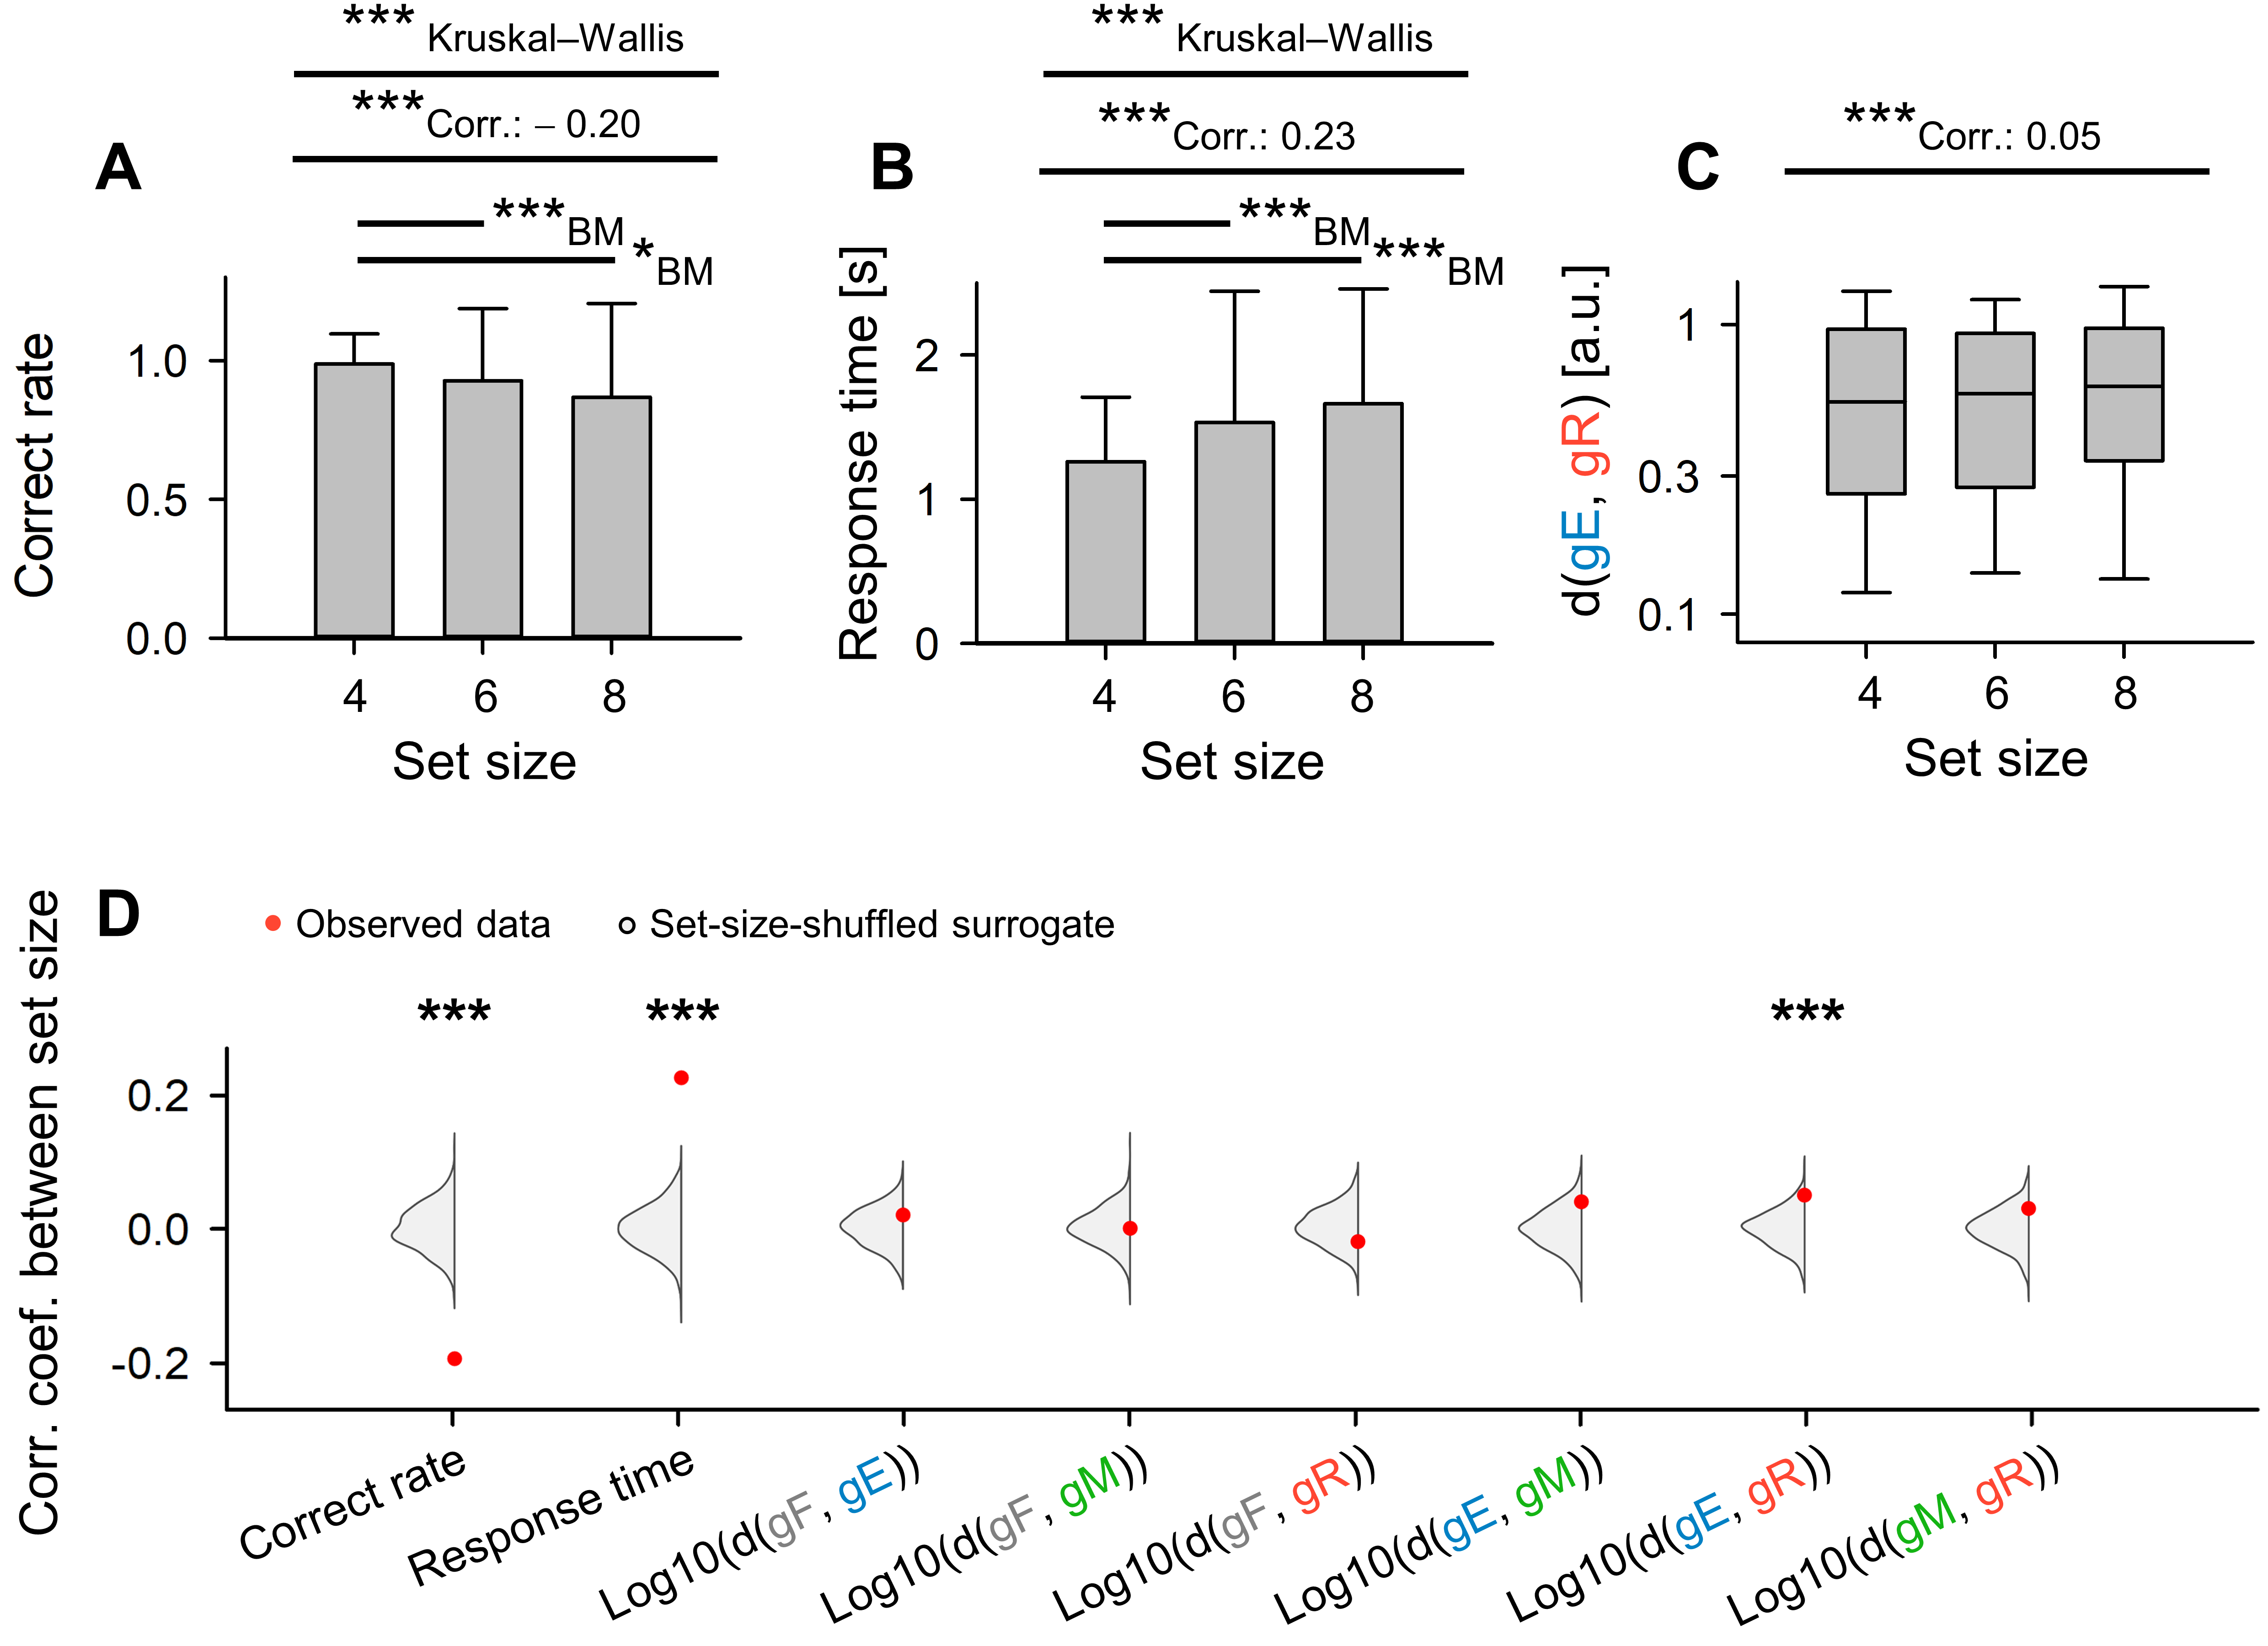 *** Kruskal–Wallis
***Corr.: – 0.20
A
***BM
*BM
Correct rate
1.0
0.5
0.0
4 6 8
Set size
*** Kruskal–Wallis
***Corr.: 0.23
B
***BM
***BM
Response time [s]
2
1
0
4 6 8
Set size
***Corr.: 0.05
C
d(gE, gR) [a.u.]
1
0.3
0.1
4 6 8
Set size
D
Observed data
Set-size-shuffled surrogate
*** *** ***
Corr. coef. between set size
0.2
0.0
-0.2
Correct rate
Response time
Log10(d(gF, gE))
Log10(d(gF, gM))
Log10(d(gF, gR))
Log10(d(gE, gM))
Log10(d(gE, gR))
Log10(d(gM, gR))